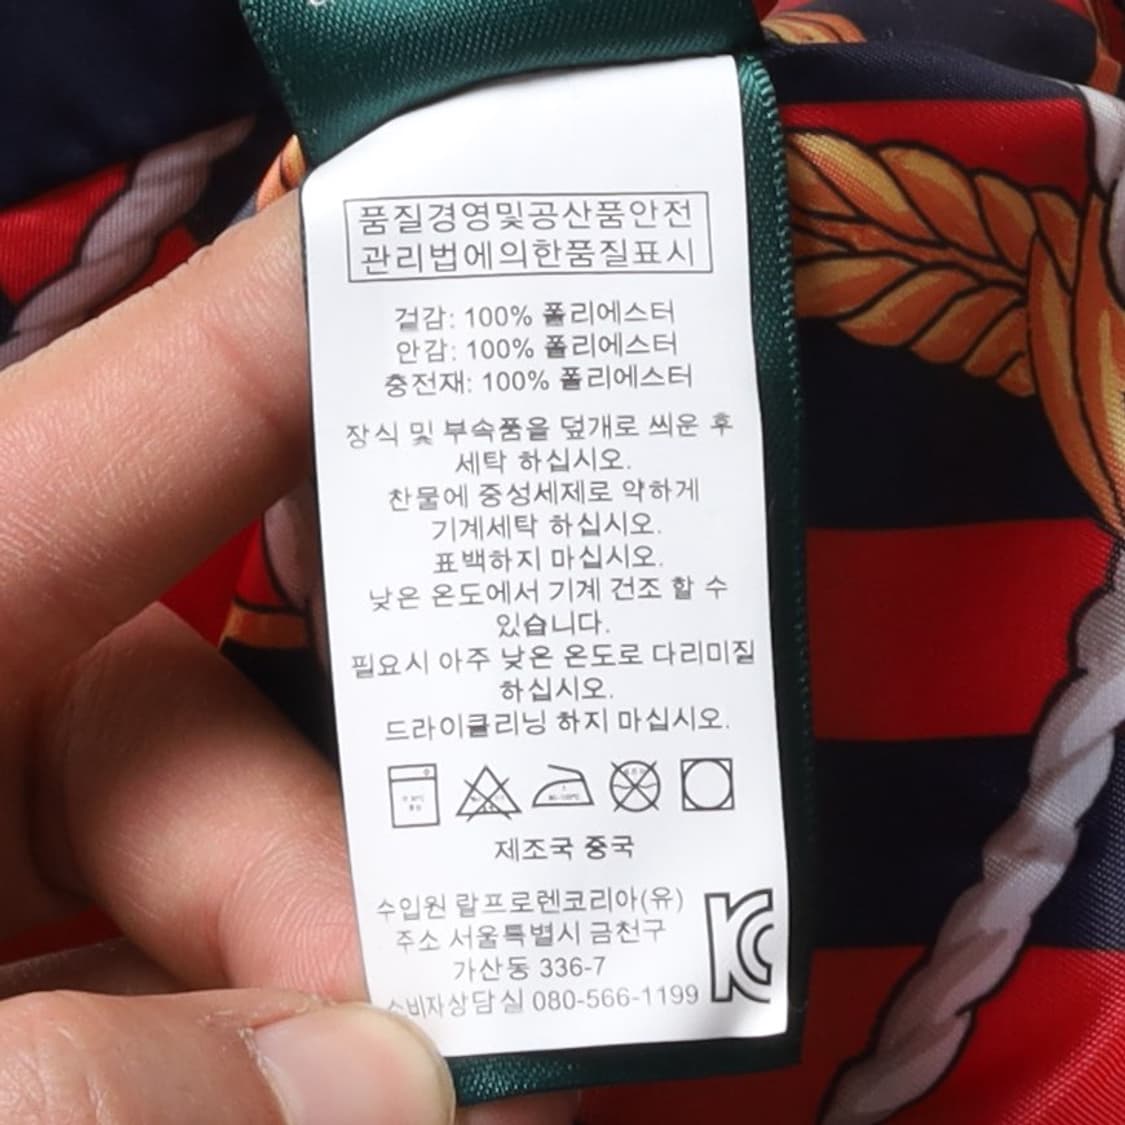 품질경영및공산품안전
관리법에의한품질표시
겉감: 100% 폴리에스터
안감: 100% 폴리에스터
충전재: 100% 폴리에스터
장식 및 부속품을 덮개로 씌운 후
세탁 하십시오.
찬물에 중성세제로 약하게
기계세탁 하십시오.
표백하지 마십시오.
낮은 온도에서 기계 건조 할 수
있습니다.
필요시 아주 낮은 온도로 다리미질
하십시오.
드라이클리닝 하지 마십시오.
제조국 중국
수입원 랄프로렌코리아(유)
주소 서울특별시 금천구
가산동 336-7
소비자상담실 080-566-1199